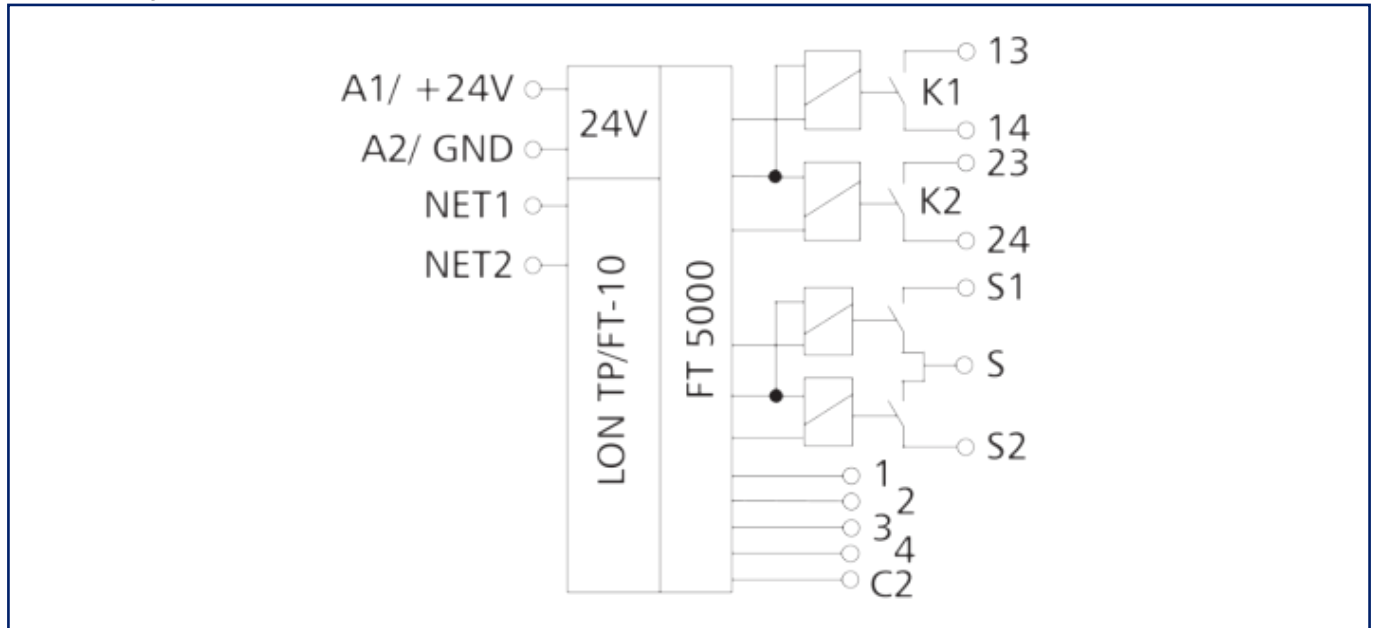 A1/ +24V
A2/ GND
NET1
NET2
24V
LON TP/FT-10
FT 5000
13
K1
14
23
K2
24
S1
S
S2
1
2
3
4
C2